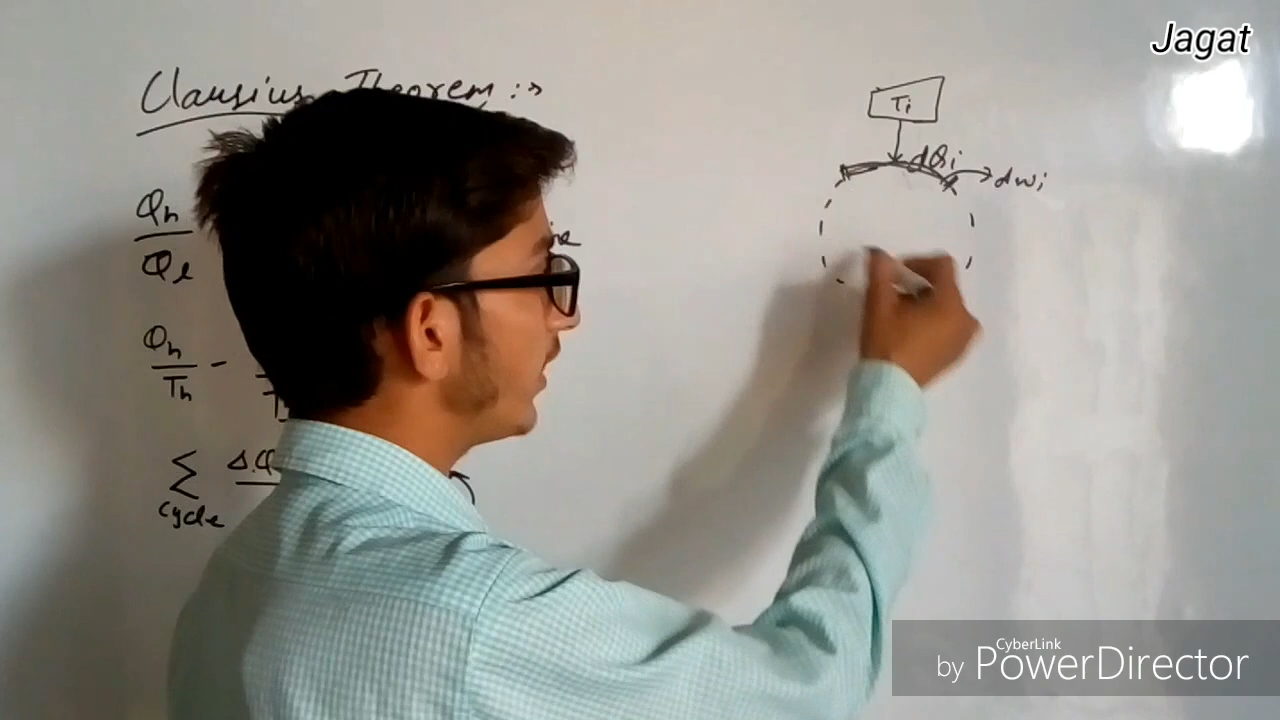 Jagat
Clausius Theorem :->
Ti
dQi
dwi
Qh
Ql
Qh
Th
-
Σ ΔQ
cycle
CyberLink
by PowerDirector